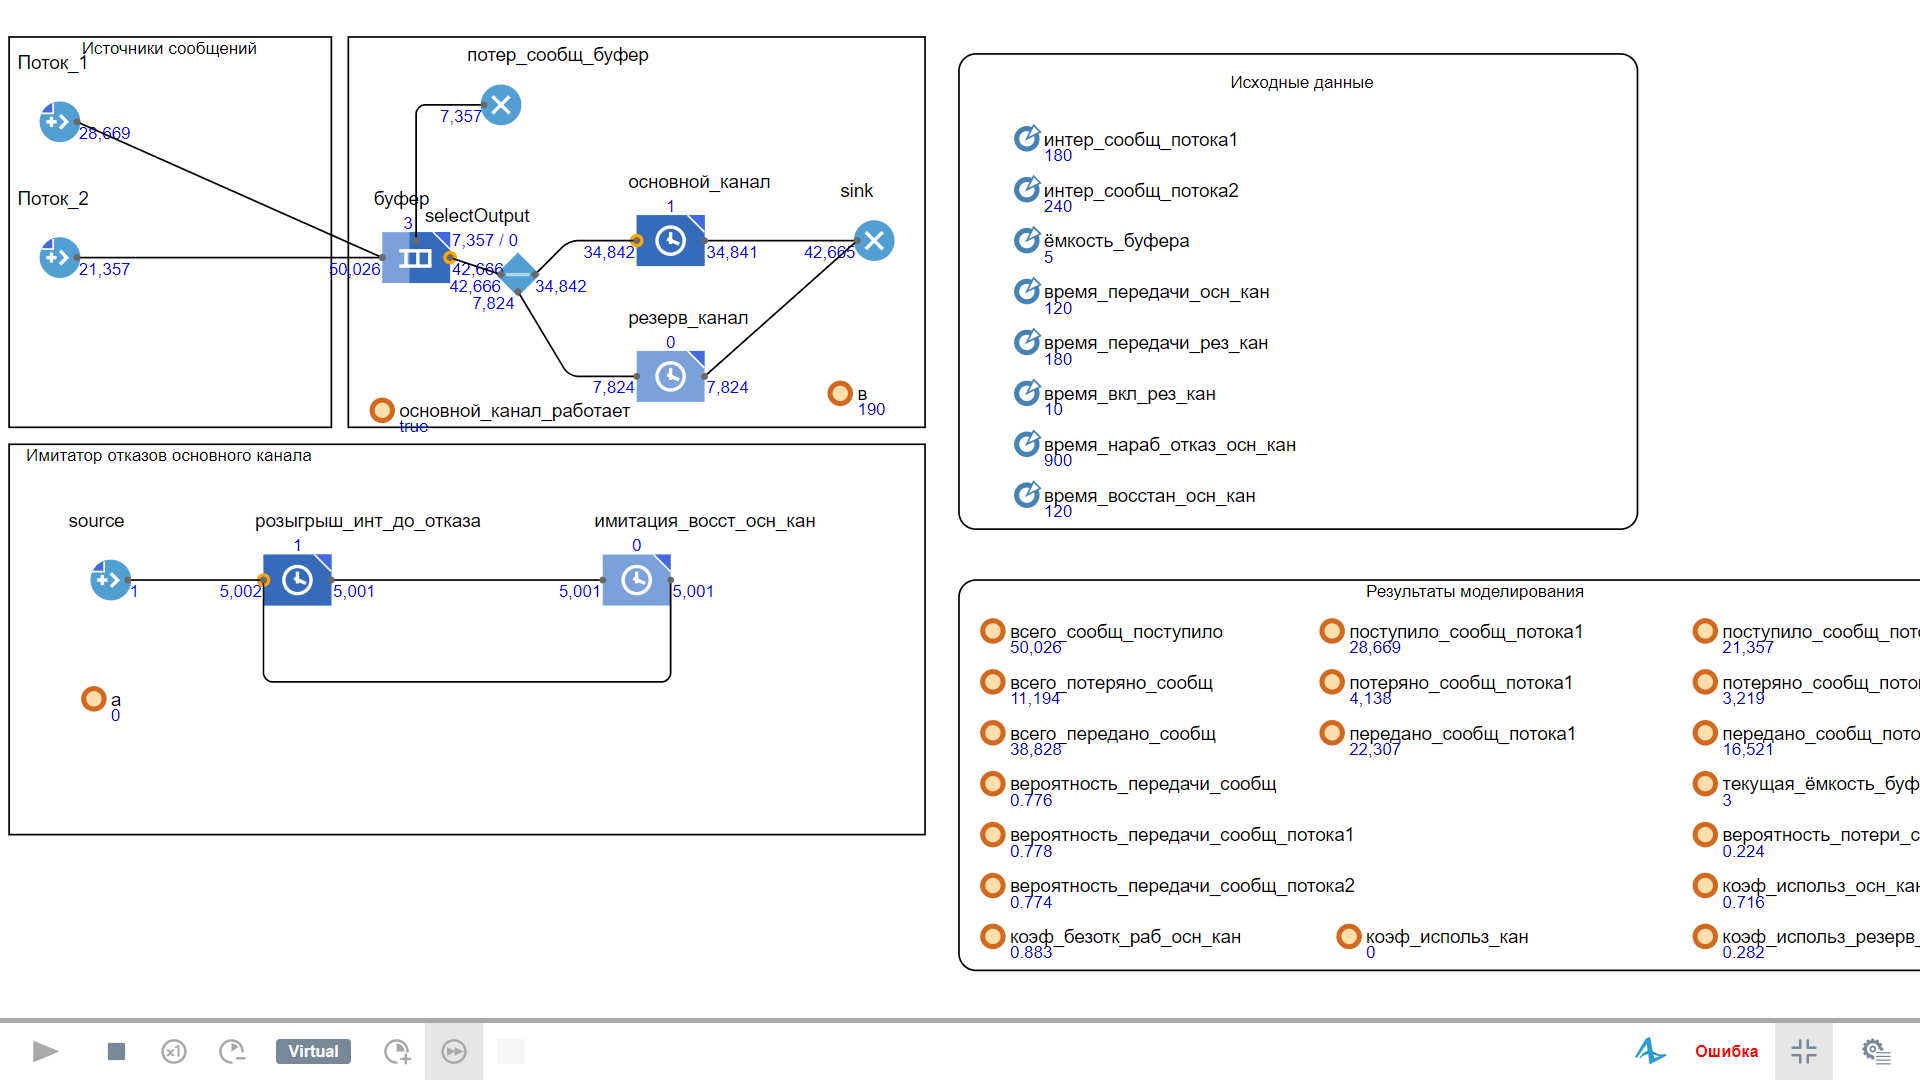 Источники сообщений
Поток_1
28,669
Поток_2
21,357
потер_сообщ_буфер
7,357
буфер
3
selectOutput
7,357 / 0
50,026
42,666
42,666
7,824
34,842
основной_канал
1
34,842
34,841
sink
42,665
резерв_канал
0
7,824
7,824
основной_канал_работает
true
в
190
Имитатор отказов основного канала
source
1
розыгрыш_инт_до_отказа
1
5,002
5,001
имитация_восст_осн_кан
0
5,001
5,001
а
0
Исходные данные
интер_сообщ_потока1
180
интер_сообщ_потока2
240
ёмкость_буфера
5
время_передачи_осн_кан
120
время_передачи_рез_кан
180
время_вкл_рез_кан
10
время_нараб_отказ_осн_кан
900
время_восстан_осн_кан
120
Результаты моделирования
всего_сообщ_поступило
50,026
поступило_сообщ_потока1
28,669
поступило_сообщ_пот
21,357
всего_потеряно_сообщ
11,194
потеряно_сообщ_потока1
4,138
потеряно_сообщ_пото
3,219
всего_передано_сообщ
38,828
передано_сообщ_потока1
22,307
передано_сообщ_пото
16,521
вероятность_передачи_сообщ
0.776
текущая_ёмкость_буф
3
вероятность_передачи_сообщ_потока1
0.778
вероятность_потери_с
0.224
вероятность_передачи_сообщ_потока2
0.774
коэф_использ_осн_кан
0.716
коэф_безотк_раб_осн_кан
0.883
коэф_использ_кан
0
коэф_использ_резерв_
0.282
x1
Virtual
Ошибка